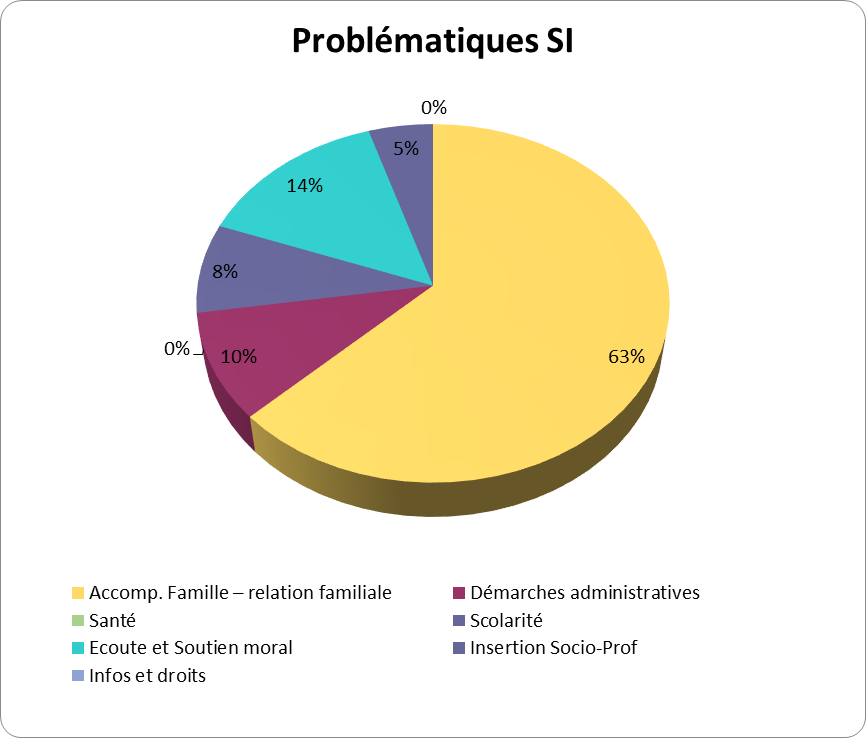 Problématiques SI
0%
5%
14%
8%
0%
10%
63%
Accomp. Famille – relation familiale
Démarches administratives
Santé
Scolarité
Ecoute et Soutien moral
Insertion Socio-Prof
Infos et droits